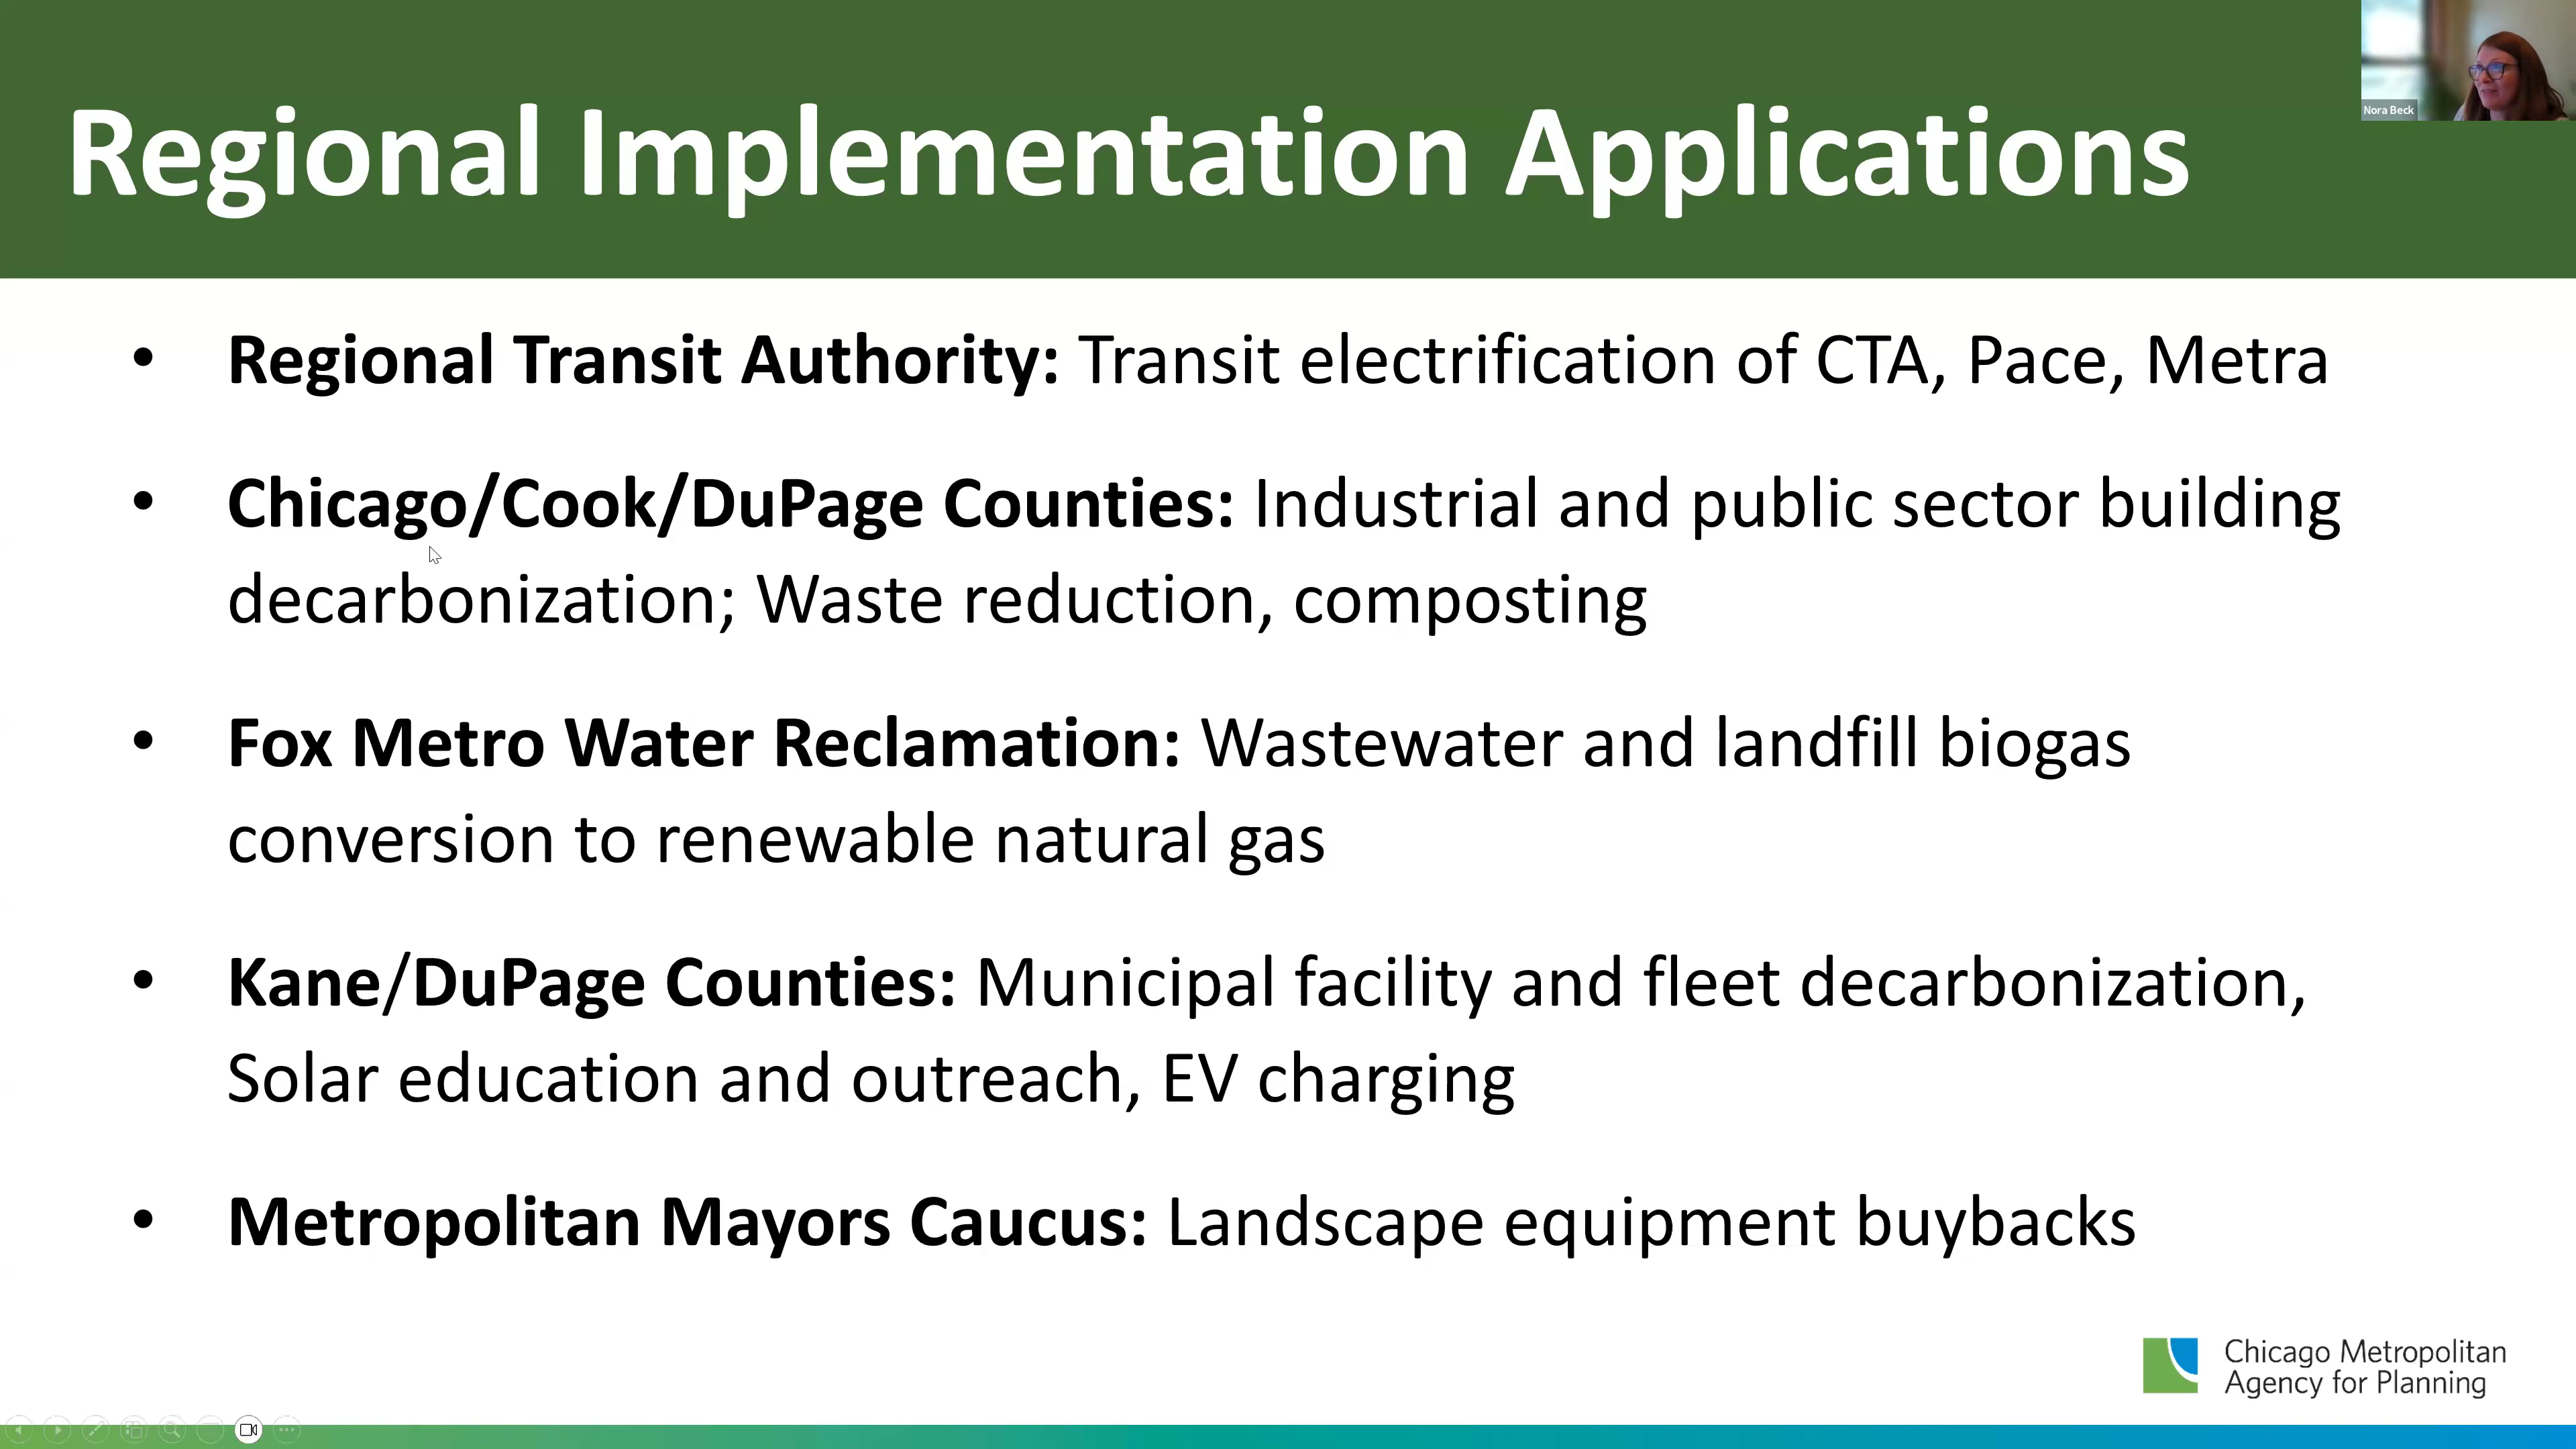 Regional Implementation Applications
Nora Beck
• Regional Transit Authority: Transit electrification of CTA, Pace, Metra
• Chicago/Cook/DuPage Counties: Industrial and public sector building
decarbonization; Waste reduction, composting
• Fox Metro Water Reclamation: Wastewater and landfill biogas
conversion to renewable natural gas
• Kane/DuPage Counties: Municipal facility and fleet decarbonization,
Solar education and outreach, EV charging
• Metropolitan Mayors Caucus: Landscape equipment buybacks
Chicago Metropolitan
Agency for Planning